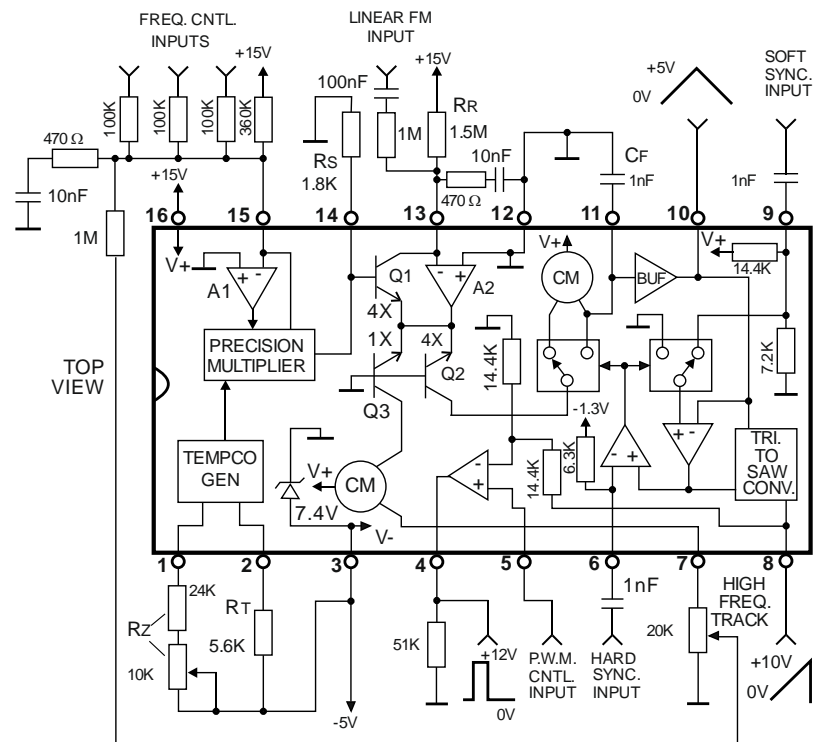 FREQ. CNTL.
INPUTS
LINEAR FM
INPUT
SOFT
SYNC.
INPUT
+15V
+15V
+5V
0V
100nF
RR
1.5M
100K
100K
100K
360K
1M
470 Ω
10nF
CF
1nF
1nF
RS
1.8K
10nF
470Ω
+15V
1M
16
15
14
13
12
11
10
9
V+
A1
Q1
A2
V+
CM
BUF
V+
14.4K
4X
1X
4X
PRECISION
MULTIPLIER
Q2
Q3
14.4K
7.2K
TOP
VIEW
-1.3V
TEMPCO
GEN
V+
CM
7.4V
V-
14.4K
6.3K
TRI.
TO
SAW
CONV.
1
2
3
4
5
6
7
8
24K
RT
5.6K
RZ
10K
1nF
HIGH
FREQ.
TRACK
51K
+12V
0V
P.W.M.
CNTL.
INPUT
HARD
SYNC.
INPUT
20K
+10V
0V
-5V